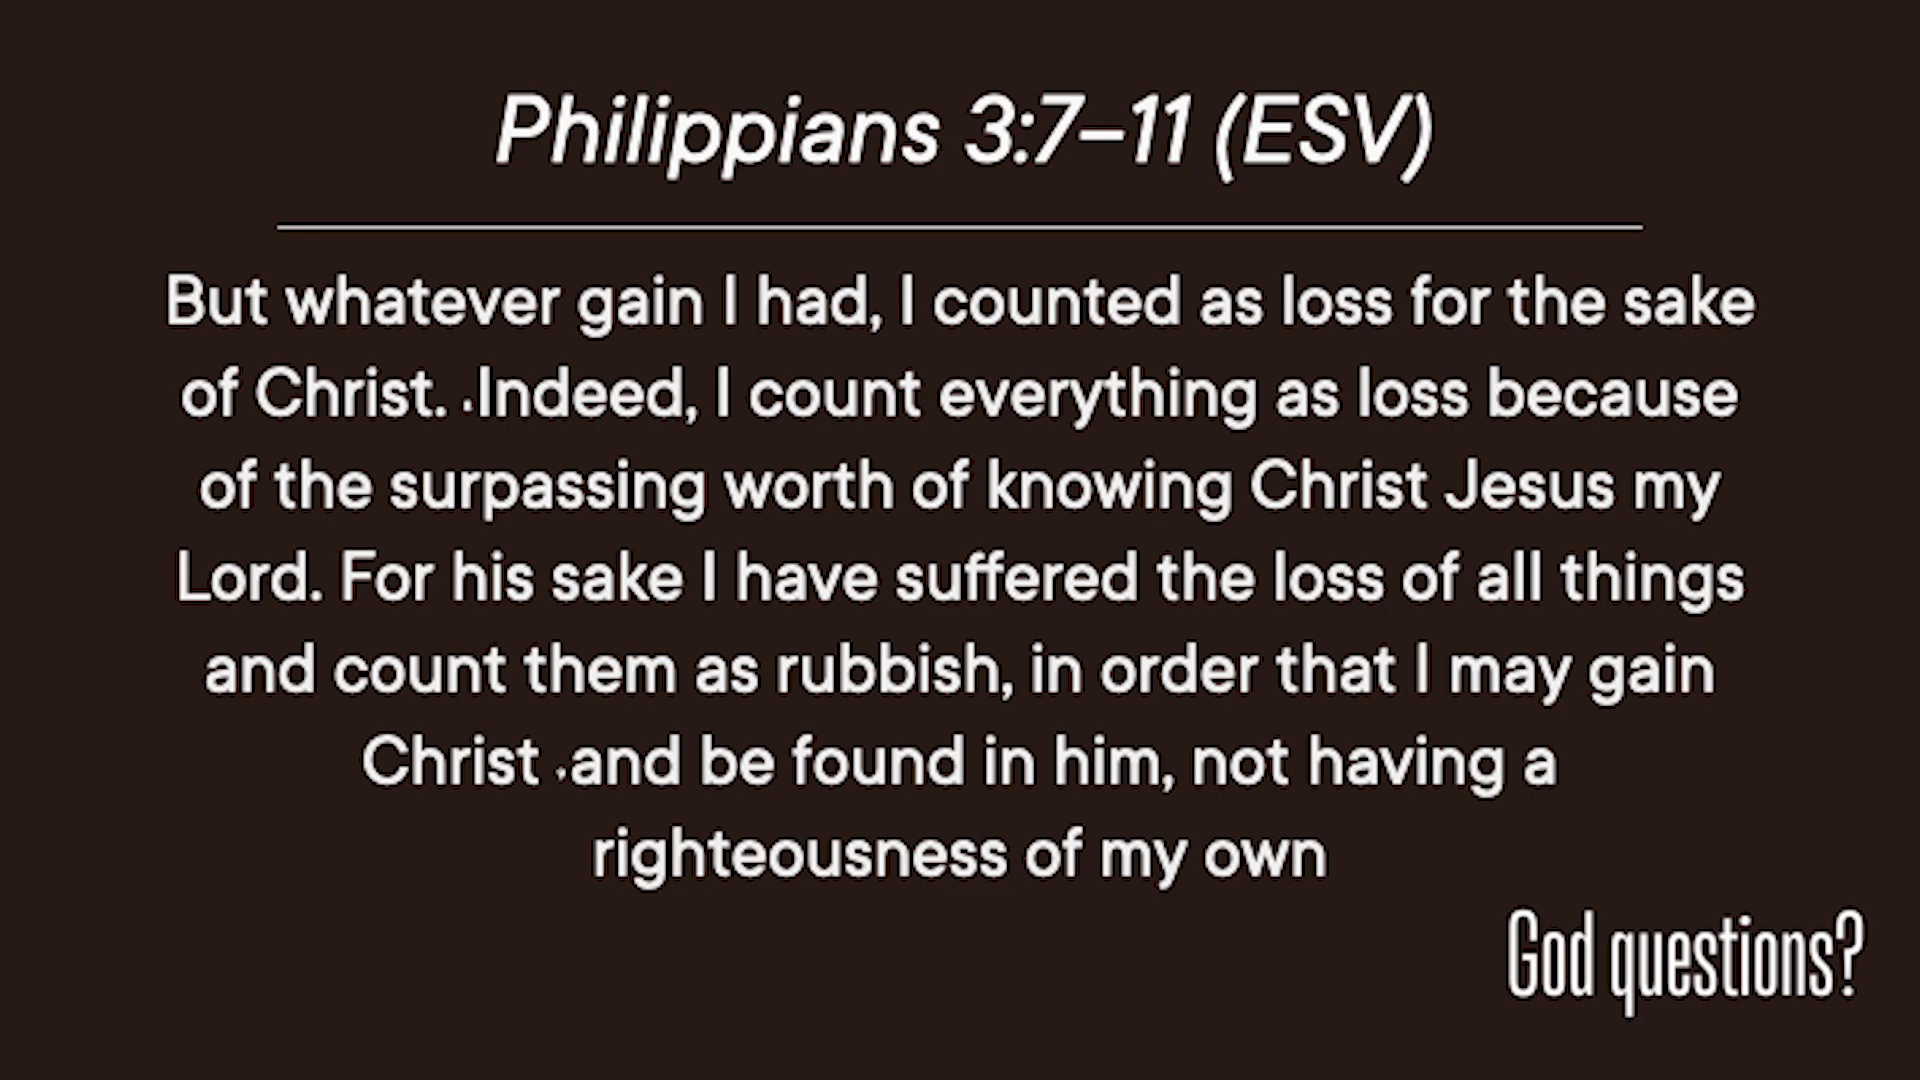 Philippians 3:7–11 (ESV)
But whatever gain I had, I counted as loss for the sake
of Christ. .Indeed, I count everything as loss because
of the surpassing worth of knowing Christ Jesus my
Lord. For his sake I have suffered the loss of all things
and count them as rubbish, in order that I may gain
Christ .and be found in him, not having a
righteousness of my own
God questions?